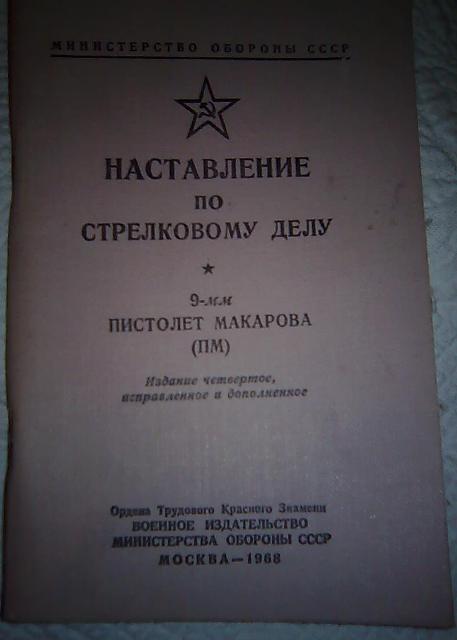 МИНИСТЕРСТВО ОБОРОНЫ СССР
НАСТАВЛЕНИЕ
ПО
СТРЕЛКОВОМУ ДЕЛУ
9-мм
ПИСТОЛЕТ МАКАРОВА
(ПМ)
Издание четвертое,
исправленное и дополненное
Ордена Трудового Красного Знамени
ВОЕННОЕ ИЗДАТЕЛЬСТВО
МИНИСТЕРСТВА ОБОРОНЫ СССР
МОСКВА—1968